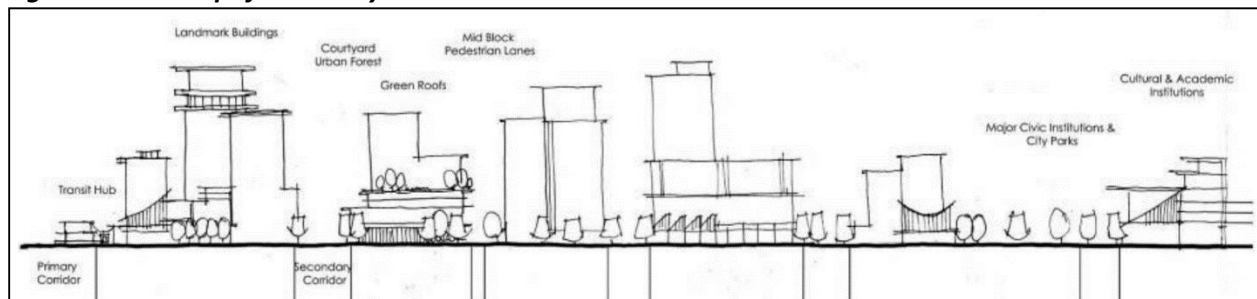 Landmark Buildings
Courtyard
Urban Forest
Green Roofs
Mid Block
Pedestrian Lanes
Cultural & Academic
Institutions
Major Civic Institutions &
City Parks
Transit Hub
Primary
Corridor
Secondary
Corridor